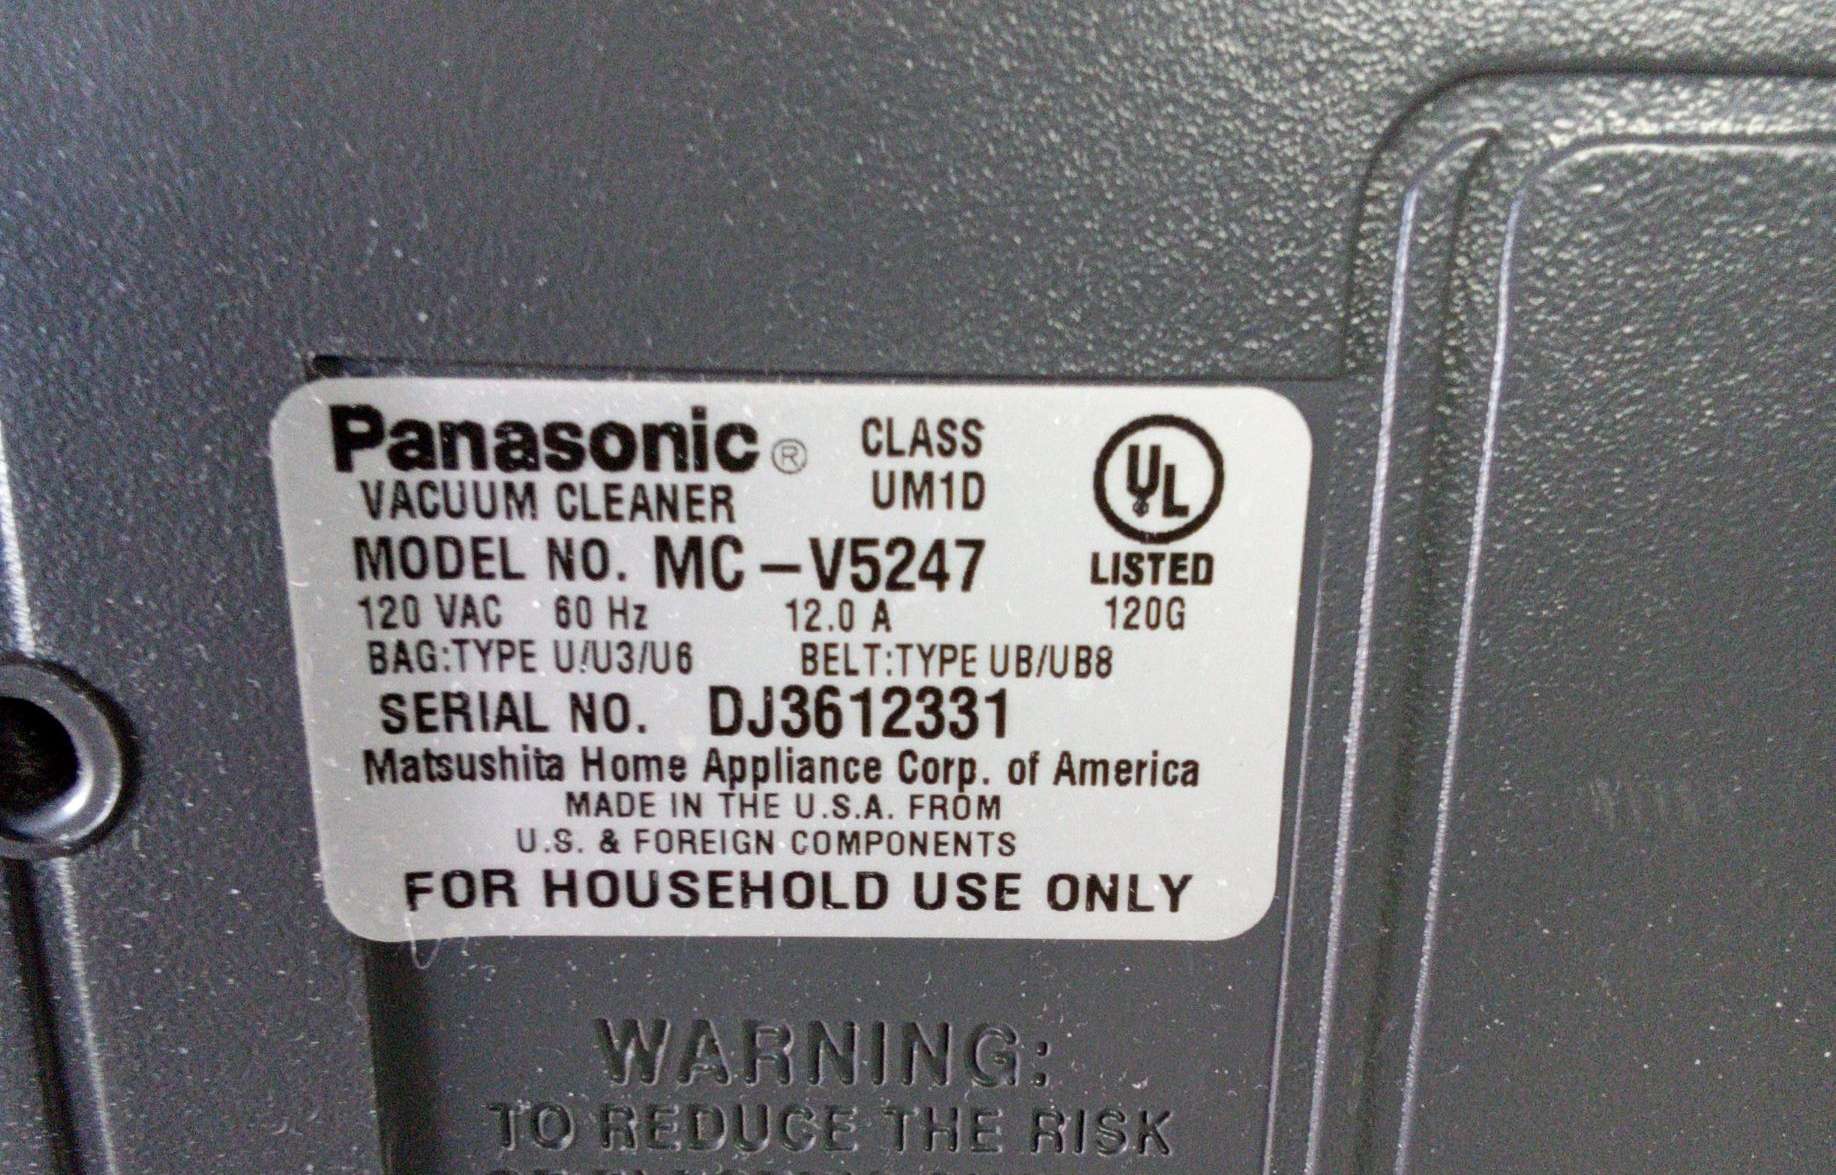 Panasonic® CLASS
VACUUM CLEANER UM1D
MODEL NO. MC-V5247
UL
LISTED
120 VAC 60 Hz 12.0 A 120G
BAG:TYPE U/U3/U6 BELT:TYPE UB/UB8
SERIAL NO. DJ3612331
Matsushita Home Appliance Corp. of America
MADE IN THE U.S.A. FROM
U.S. & FOREIGN COMPONENTS
FOR HOUSEHOLD USE ONLY
WARNING:
TO REDUCE THE RISK